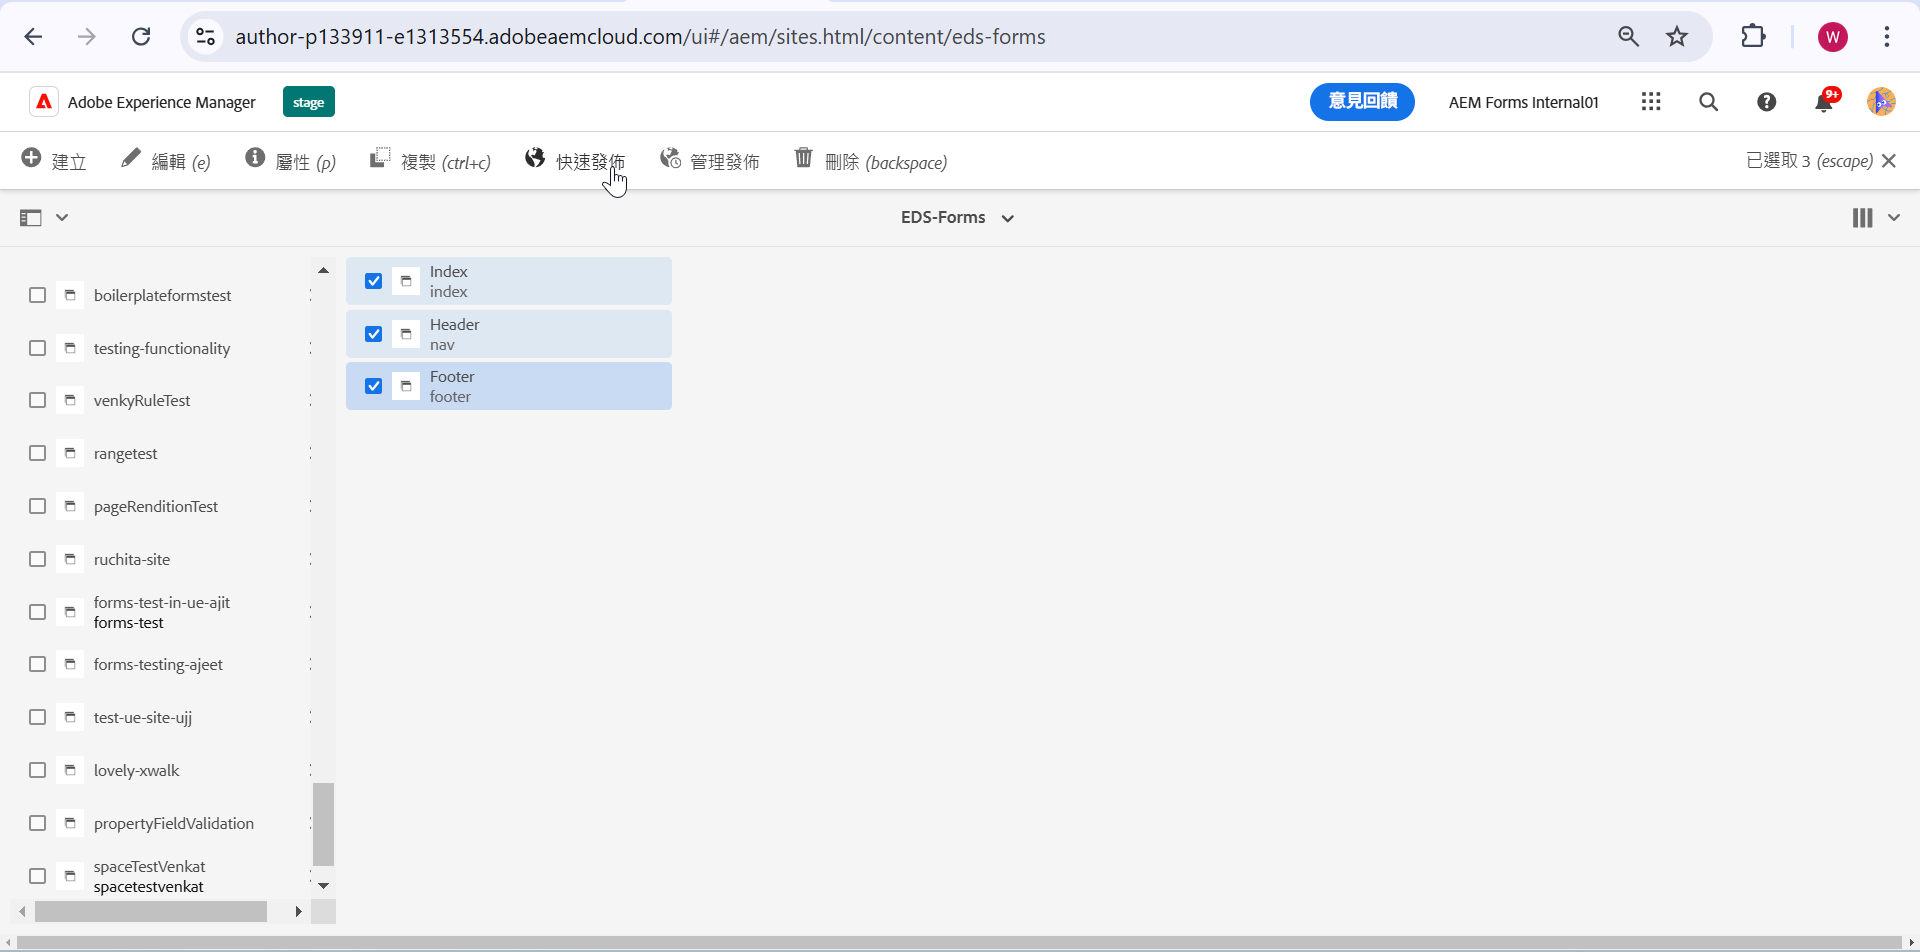 author-p133911-e1313554.adobeaemcloud.com/ui#/aem/sites.html/content/eds-forms
W
Adobe Experience Manager
stage
意見回饋
AEM Forms Internal01
9+
建立
編輯 (e)
屬性 (p)
複製 (ctrl+c)
快速發佈
管理發佈
刪除 (backspace)
已選取 3 (escape)
EDS-Forms
boilerplateformstest
testing-functionality
venkyRuleTest
rangetest
pageRenditionTest
ruchita-site
forms-test-in-ue-ajit
forms-test
forms-testing-ajeet
test-ue-site-ujj
lovely-xwalk
propertyFieldValidation
spaceTestVenkat
spacetestvenkat
Index
index
Header
nav
Footer
footer